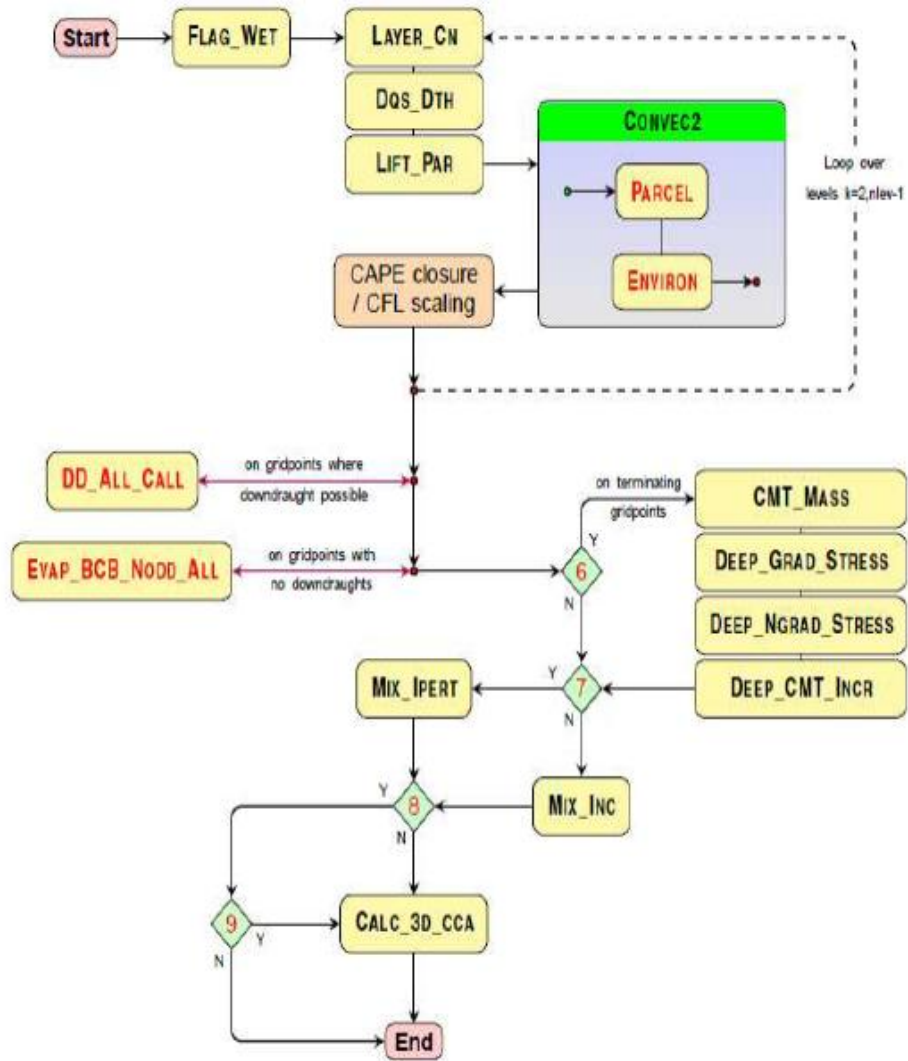 Start
FLAG_WET
LAYER_CN
DQS_DTH
LIFT_PAR
CONVEC2
PARCEL
ENVIRON
Loop over
levels k=2,nlev-1
CAPE closure
/ CFL scaling
DD_ALL_CALL
on gridpoints where
downdraught possible
EVAP_BCB_NODD_ALL
on gridpoints with
no downdraughts
on terminating
gridpoints
Y
6
N
CMT_MASS
DEEP_GRAD_STRESS
DEEP_NGRAD_STRESS
DEEP_CMT_INCR
MIX_IPERT
Y
7
N
MIX_INC
Y
8
N
9
Y
N
CALC_3D_CCA
End